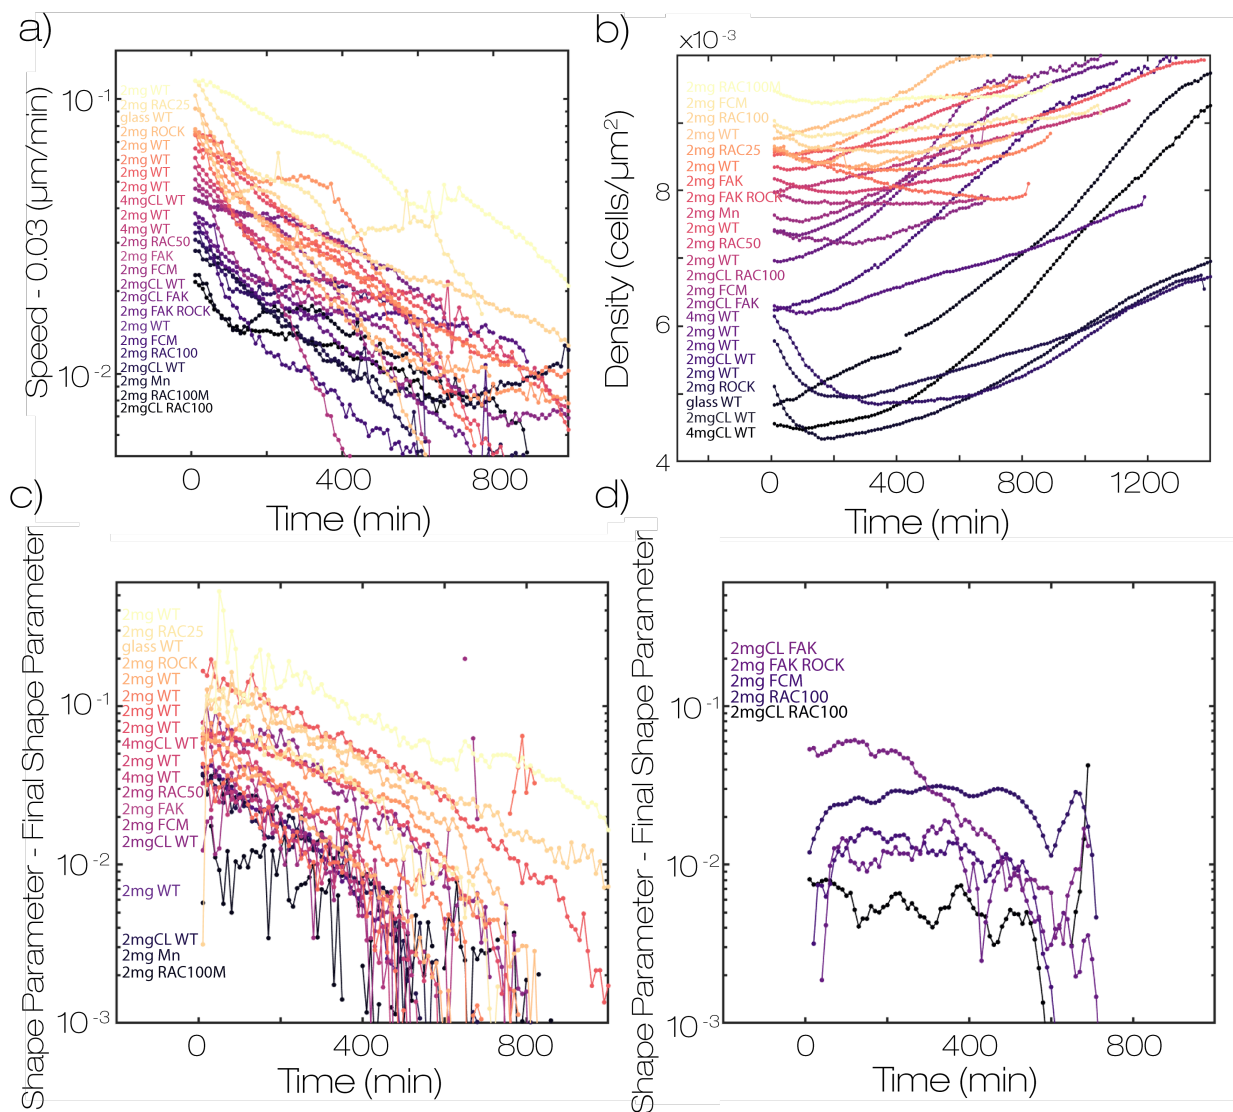 a)
Speed - 0.03 (µm/min)
10-1
10-2
2mg WT
2mg RAC25
glass WT
2mg ROCK
2mg WT
2mg WT
2mg WT
2mg WT
4mgCL WT
2mg WT
4mg WT
2mg RAC50
2mg FAK
2mg FCM
2mgCL WT
2mgCL FAK
2mg FAK ROCK
2mg WT
2mg FCM
2mg RAC100
2mgCL WT
2mg Mn
2mg RAC100M
2mgCL RAC100
0
400
800
Time (min)
b)
x10-3
Density (cells/µm2)
8
6
4
2mg RAC100M
2mg FCM
2mg RAC100
2mg WT
2mg RAC25
2mg WT
2mg FAK
2mg FAK ROCK
2mg Mn
2mg WT
2mg RAC50
2mg WT
2mgCL RAC100
2mg FCM
2mgCL FAK
4mg WT
2mg WT
2mg WT
2mgCL WT
2mg WT
2mg ROCK
glass WT
2mgCL WT
4mgCL WT
0
400
800
1200
Time (min)
c)
Shape Parameter - Final Shape Parameter
10-1
10-2
10-3
2mg WT
2mg RAC25
glass WT
2mg ROCK
2mg WT
2mg WT
2mg WT
2mg WT
4mgCL WT
2mg WT
4mg WT
2mg RAC50
2mg FAK
2mg FCM
2mgCL WT
2mg WT
2mgCL WT
2mg Mn
2mg RAC100M
0
400
800
Time (min)
d)
Shape Parameter - Final Shape Parameter
10-1
10-2
10-3
2mgCL FAK
2mg FAK ROCK
2mg FCM
2mg RAC100
2mgCL RAC100
0
400
800
Time (min)